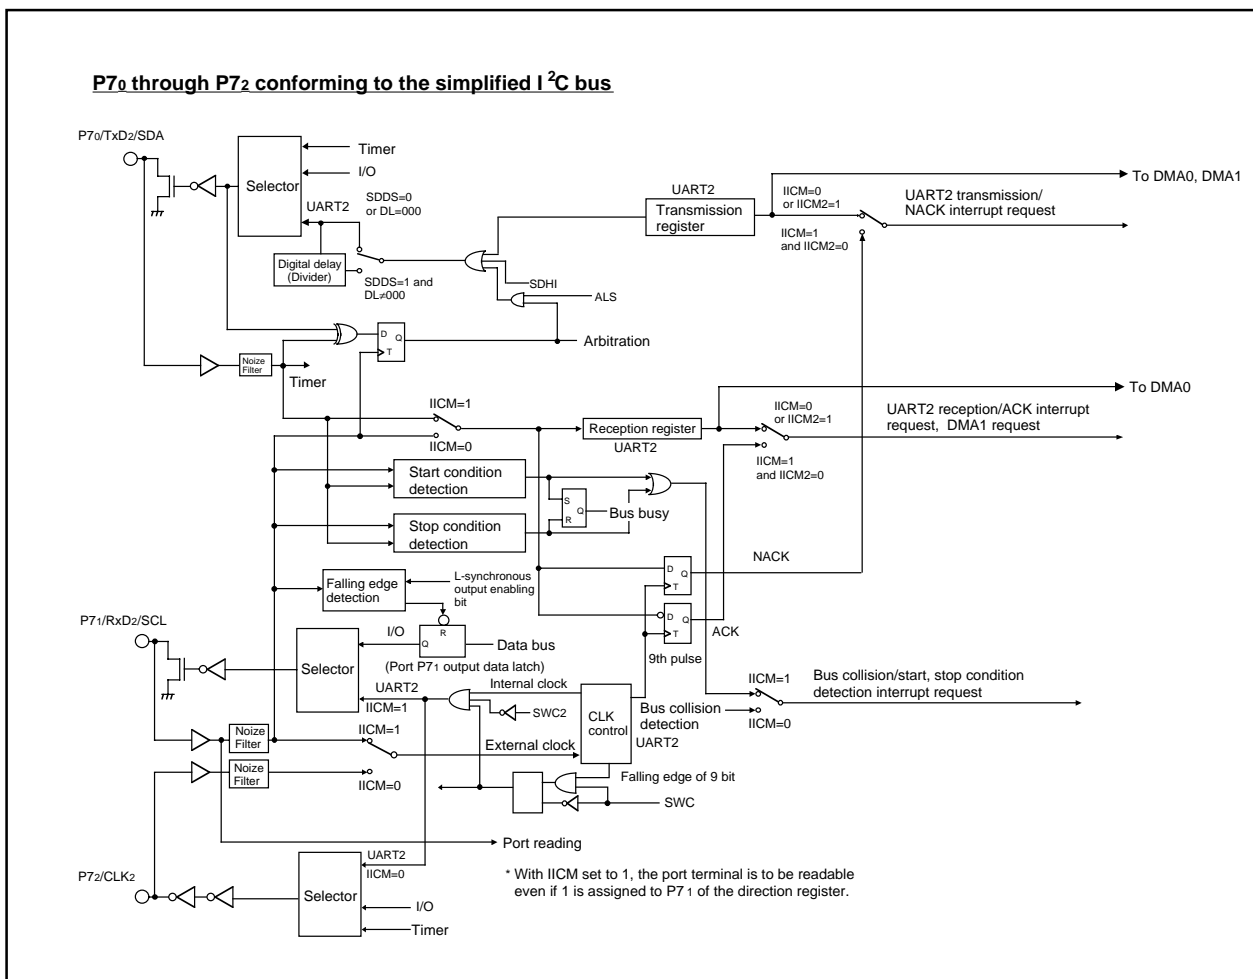 P70 through P72 conforming to the simplified I 2C bus
P70/TxD2/SDA
Selector
Timer
I/O
UART2
SDDS=0
or DL=000
Digital delay
(Divider)
SDDS=1 and
DL≠000
SDHI
ALS
UART2
Transmission
register
IICM=0
or IICM2=1
IICM=1
and IICM2=0
To DMA0, DMA1
UART2 transmission/
NACK interrupt request
D
Q
T
Arbitration
Noize
Filter
Timer
IICM=1
IICM=0
Reception register
UART2
IICM=0
or IICM2=1
IICM=1
and IICM2=0
To DMA0
UART2 reception/ACK interrupt
request, DMA1 request
Start condition
detection
Stop condition
detection
S
R
Q
Bus busy
NACK
D
Q
T
D
Q
T
ACK
9th pulse
Falling edge
detection
L-synchronous
output enabling
bit
P71/RxD2/SCL
I/O
R
Q
Data bus
(Port P71 output data latch)
Selector
UART2
IICM=1
Internal clock
SWC2
CLK
control
UART2
Bus collision
detection
IICM=1
IICM=0
Bus collision/start, stop condition
detection interrupt request
Noize
Filter
IICM=1
External clock
IICM=0
Noize
Filter
Falling edge of 9 bit
SWC
Port reading
P72/CLK2
Selector
UART2
IICM=0
I/O
Timer
* With IICM set to 1, the port terminal is to be readable
even if 1 is assigned to P71 of the direction register.